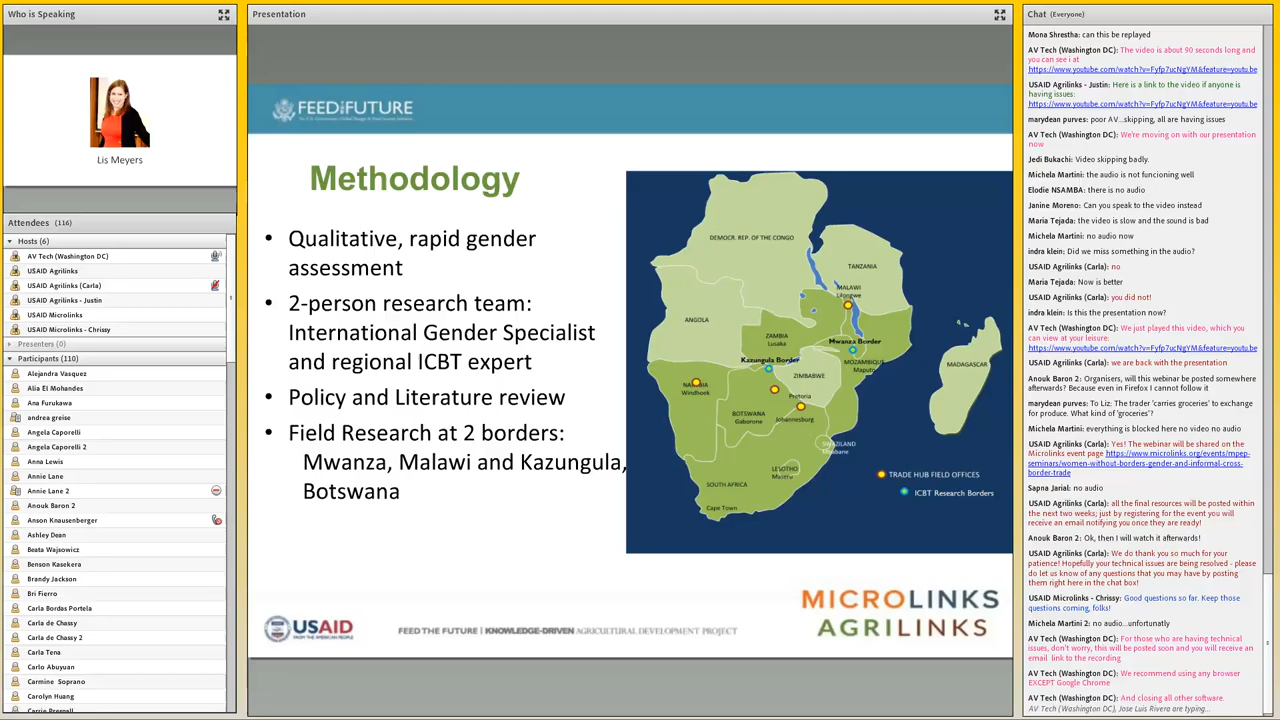 Who is Speaking
Lis Meyers
Attendees (116)
Hosts (6)
AV Tech (Washington DC)
USAID Agrilinks
USAID Agrilinks (Carla)
USAID Agrilinks - Justin
USAID Microlinks
USAID Microlinks - Chrissy
Presenters (0)
Participants (110)
Alejandra Vasquez
Alia El Mohandes
Ana Furukawa
andrea greise
Angela Caporelli
Angela Caporelli 2
Anna Lewis
Annie Lane
Annie Lane 2
Anouk Baron 2
Anson Knausenberger
Ashley Dean
Beata Wajsowicz
Benson Kasekera
Brandy Jackson
Bri Fierro
Carla Bordas Portela
Carla de Chassy
Carla de Chassy 2
Carla Tena
Carlo Abuyuan
Carmine Soprano
Carolyn Huang
Presentation
FEED THE FUTURE
Methodology
• Qualitative, rapid gender
assessment
• 2-person research team:
International Gender Specialist
and regional ICBT expert
• Policy and Literature review
• Field Research at 2 borders:
Mwanza, Malawi and Kazungula,
Botswana
DEMOCR. REP. OF THE CONGO
TANZANIA
MALAWI
Lilongwe
ANGOLA
ZAMBIA
Lusaka
Mwanza Border
Kazungula Border
MOZAMBIQUE
Maputo
MADAGASCAR
ZIMBABWE
NAMIBIA
Windhoek
Pretoria
BOTSWANA
Gaborone
Johannesburg
SWAZILAND
Mbabane
LESOTHO
Maseru
SOUTH AFRICA
Cape Town
TRADE HUB FIELD OFFICES
ICBT Research Borders
USAID
FROM THE AMERICAN PEOPLE
FEED THE FUTURE | KNOWLEDGE-DRIVEN AGRICULTURAL DEVELOPMENT PROJECT
MICROLINKS
AGRILINKS
Chat (Everyone)
Mona Shrestha: can this be replayed
AV Tech (Washington DC): The video is about 90 seconds long and
you can see i at
https://www.youtube.com/watch?v=Fyfp7ucNgYM&feature=youtu.be
USAID Agrilinks - Justin: Here is a link to the video if anyone is
having issues:
https://www.youtube.com/watch?v=Fyfp7ucNgYM&feature=youtu.be
marydean purves: poor AV...skipping, all are having issues
AV Tech (Washington DC): We're moving on with our presentation
now
Jedi Bukachi: Video skipping badly.
Michela Martini: the audio is not funcioning well
Elodie NSAMBA: there is no audio
Janine Moreno: Can you speak to the video instead
Maria Tejada: the video is slow and the sound is bad
Michela Martini: no audio now
indra klein: Did we miss something in the audio?
USAID Agrilinks (Carla): no
Maria Tejada: Now is better
USAID Agrilinks (Carla): you did not!
indra klein: Is this the presentation now?
AV Tech (Washington DC): We just played this video, which you
can view at your leisure:
https://www.youtube.com/watch?v=Fyfp7ucNgYM&feature=youtu.be
USAID Agrilinks (Carla): we are back with the presentation
Anouk Baron 2: Organisers, will this webinar be posted somewhere
afterwards? Because even in Firefox I cannot follow it
marydean purves: To Liz: The trader 'carries groceries' to exchange
for produce. What kind of 'groceries'?
Michela Martini: everything is blocked here no video no audio
USAID Agrilinks (Carla): Yes! The webinar will be shared on the
Microlinks event page https://www.microlinks.org/events/mpep-
seminars/women-without-borders-gender-and-informal-cross-
border-trade
Sapna Jarial: no audio
USAID Agrilinks (Carla): all the final resources will be posted within
the next two weeks; just by registering for the event you will
receive an email notifying you once they are ready!
Anouk Baron 2: Ok, then I will watch it afterwards!
USAID Agrilinks (Carla): We do thank you so much for your
patience! Hopefully your technical issues are being resolved - please
do let us know of any questions that you may have by posting
them right here in the chat box!
USAID Microlinks - Chrissy: Good questions so far. Keep those
questions coming, folks!
Michela Martini 2: no audio...unfortunatly
AV Tech (Washington DC): For those who are having technical
issues, don't worry, this will be posted soon and you will receive an
email link to the recording
AV Tech (Washington DC): We recommend using any browser
EXCEPT Google Chrome
AV Tech (Washington DC): And closing all other software.
AV Tech (Washington DC), Jose Luis Rivera are typing...